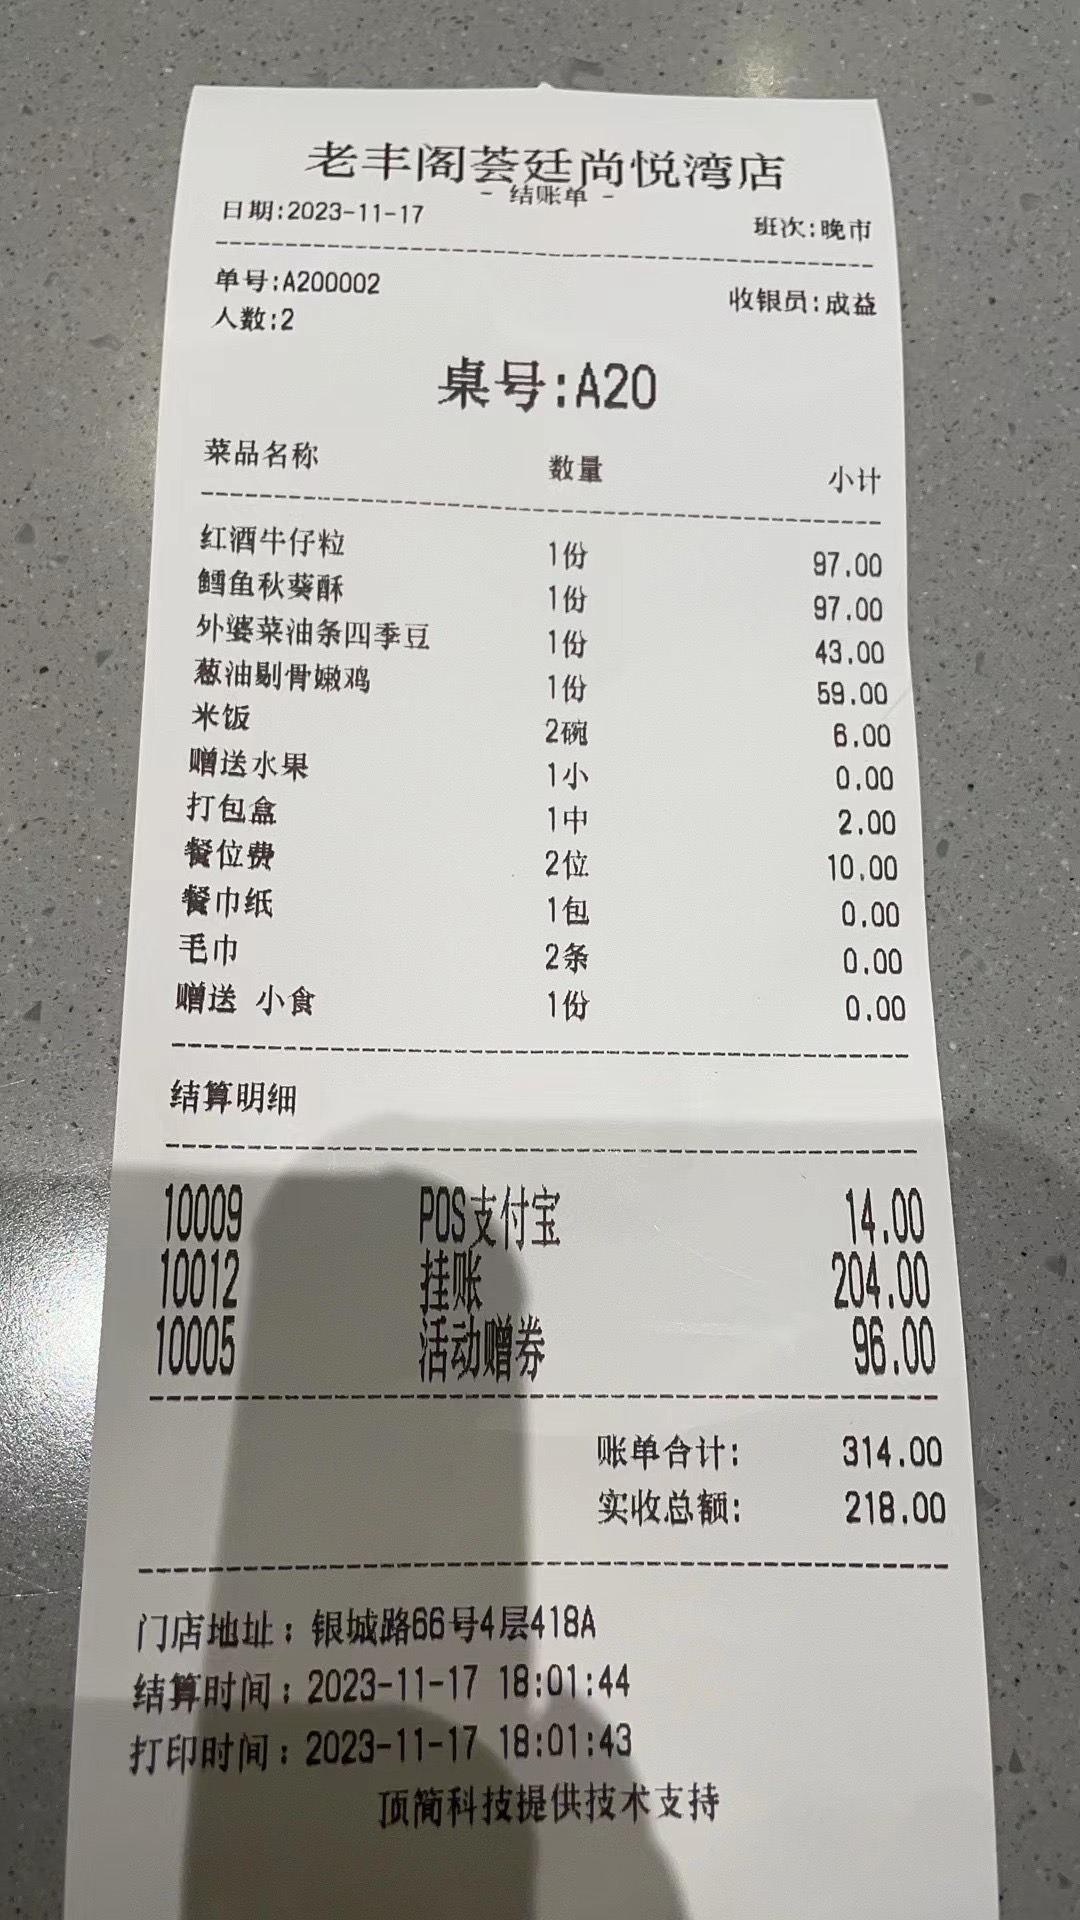 老丰阁荟廷尚悦湾店
- 结账单 -
日期:2023-11-17 班次:晚市
单号:A200002 收银员:成益
人数:2
桌号:A20
菜品名称 数量 小计
红酒牛仔粒 1份 97.00
鳕鱼秋葵酥 1份 97.00
外婆菜油条四季豆 1份 43.00
葱油剔骨嫩鸡 1份 59.00
米饭 2碗 6.00
赠送水果 1小 0.00
打包盒 1中 2.00
餐位费 2位 10.00
餐巾纸 1包 0.00
毛巾 2条 0.00
赠送 小食 1份 0.00
结算明细
10009 POS支付宝 14.00
10012 挂账 204.00
10005 活动赠券 96.00
账单合计: 314.00
实收总额: 218.00
门店地址：银城路66号4层418A
结算时间：2023-11-17 18:01:44
打印时间：2023-11-17 18:01:43
顶简科技提供技术支持